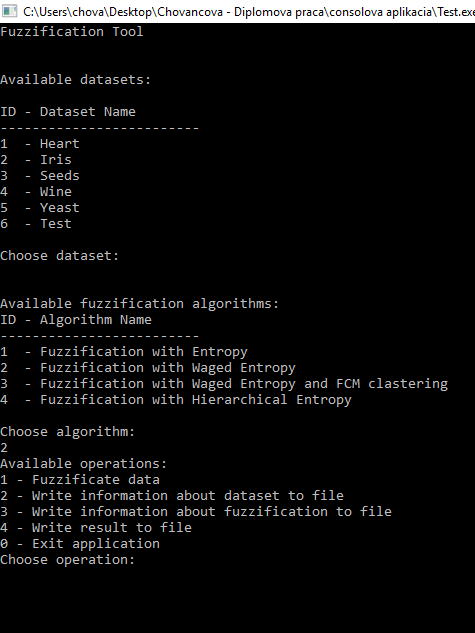 C:\Users\chova\Desktop\Chovancova - Diplomova praca\consolova aplikacia\Test.exe
Fuzzification Tool
Available datasets:
ID - Dataset Name
-------------------------
1  - Heart
2  - Iris
3  - Seeds
4  - Wine
5  - Yeast
6  - Test
Choose dataset:
Available fuzzification algorithms:
ID - Algorithm Name
-------------------------
1  - Fuzzification with Entropy
2  - Fuzzification with Waged Entropy
3  - Fuzzification with Waged Entropy and FCM clastering
4  - Fuzzification with Hierarchical Entropy
Choose algorithm:
2
Available operations:
1 - Fuzzificate data
2 - Write information about dataset to file
3 - Write information about fuzzification to file
4 - Write result to file
0 - Exit application
Choose operation: